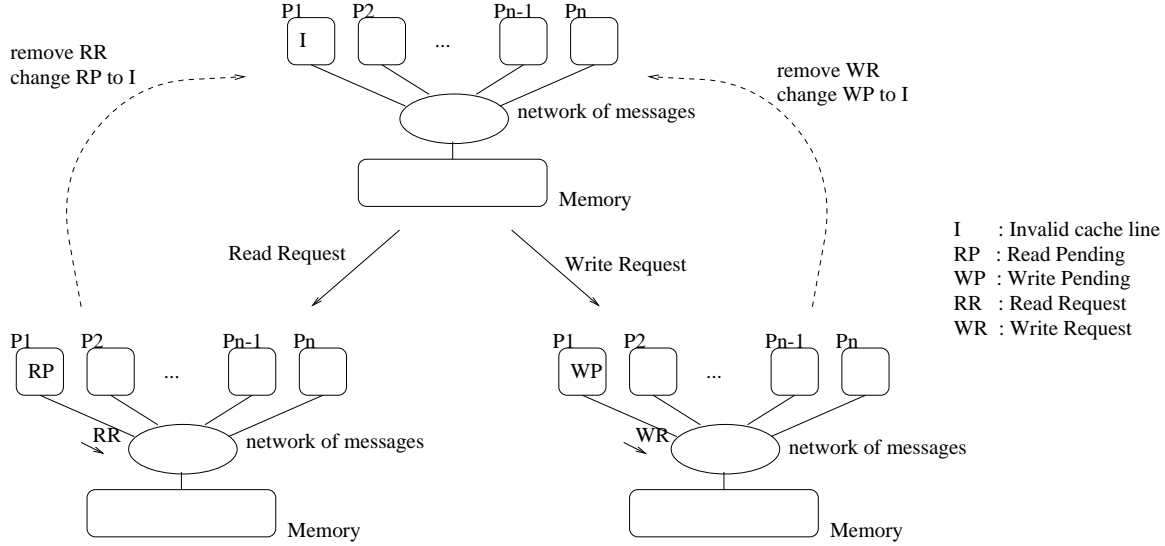 P1 P2 Pn-1 Pn
I ...
remove RR
change RP to I
remove WR
change WP to I
network of messages
Memory
Read Request
Write Request
I : Invalid cache line
RP : Read Pending
WP : Write Pending
RR : Read Request
WR : Write Request
P1 P2 Pn-1 Pn
RP ...
RR
network of messages
Memory
P1 P2 Pn-1 Pn
WP ...
WR
network of messages
Memory